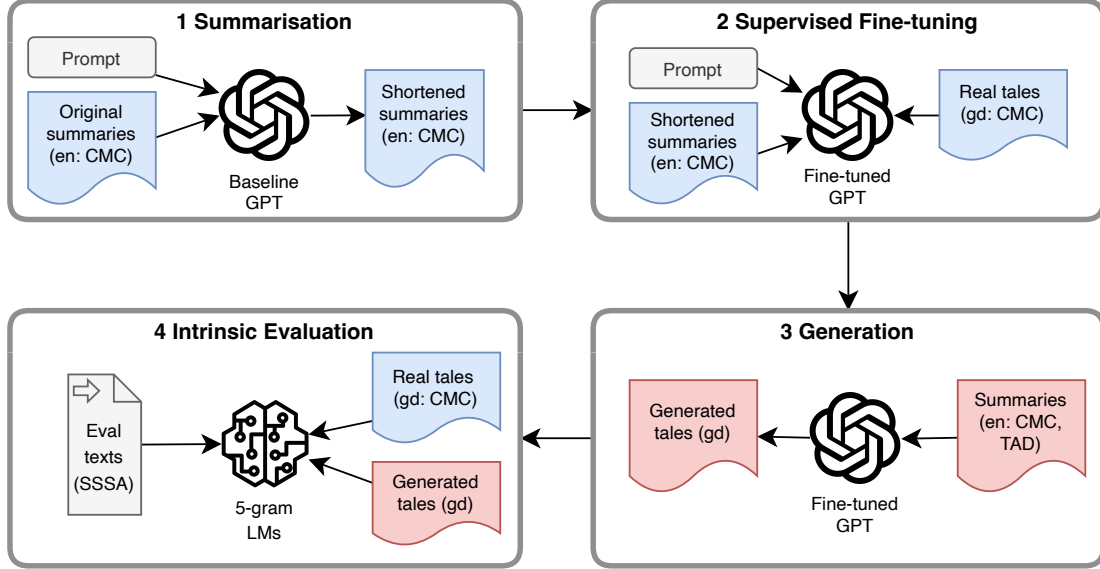 1 Summarisation
Prompt
Original
summaries
(en: CMC)
Baseline
GPT
Shortened
summaries
(en: CMC)
2 Supervised Fine-tuning
Prompt
Shortened
summaries
(en: CMC)
Fine-tuned
GPT
Real tales
(gd: CMC)
4 Intrinsic Evaluation
Eval
texts
(SSSA)
5-gram
LMs
Real tales
(gd: CMC)
Generated
tales (gd)
3 Generation
Generated
tales (gd)
Fine-tuned
GPT
Summaries
(en: CMC,
TAD)